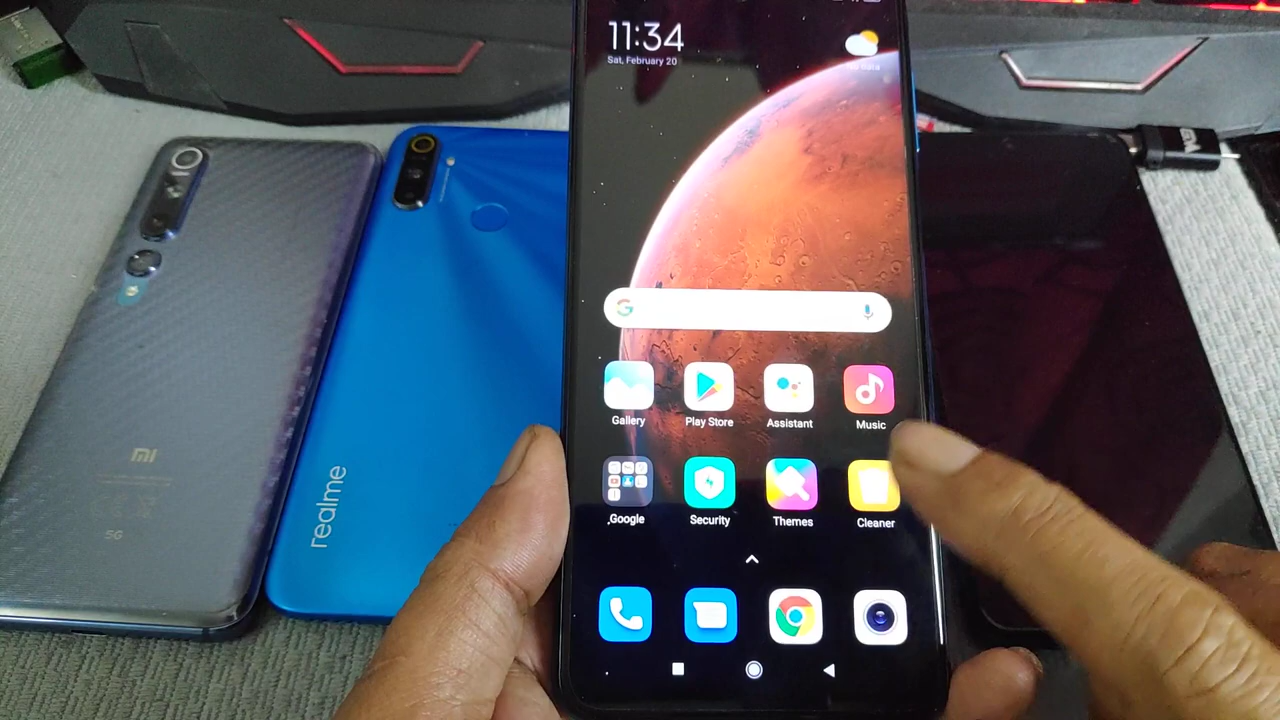 11:34
Sat, February 20
Gallery
Play Store
Assistant
Music
Google
Security
Themes
Cleaner
MI
5G
realme